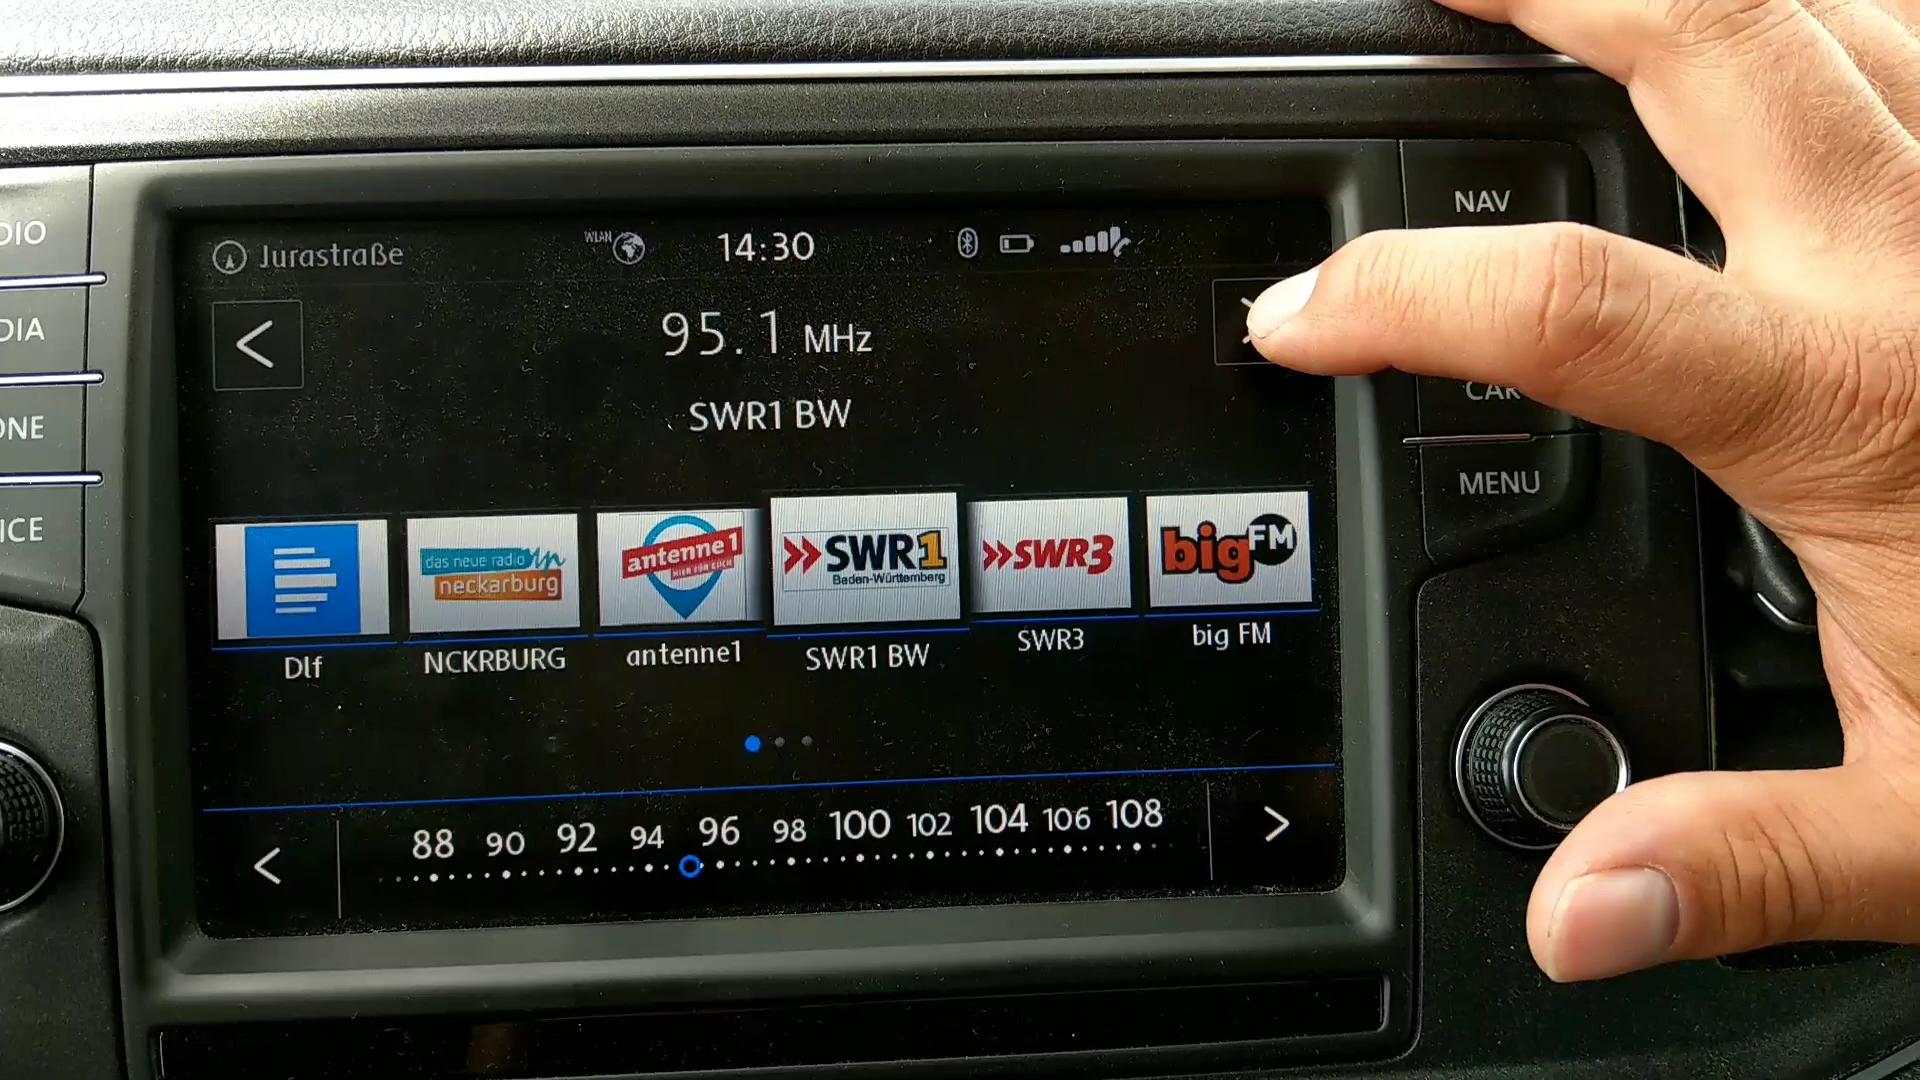 NAV
DIO
Jurastraße
WLAN
14:30
DIA
95.1 MHz
CAR
ONE
SWR1 BW
MENU
ICE
das neue radio
neckarburg
antenne 1
HIER FÜR EUCH
SWR1
Baden-Württemberg
SWR3
bigFM
Dlf
NCKRBURG
antenne1
SWR1 BW
SWR3
big FM
88 90 92 94 96 98 100 102 104 106 108